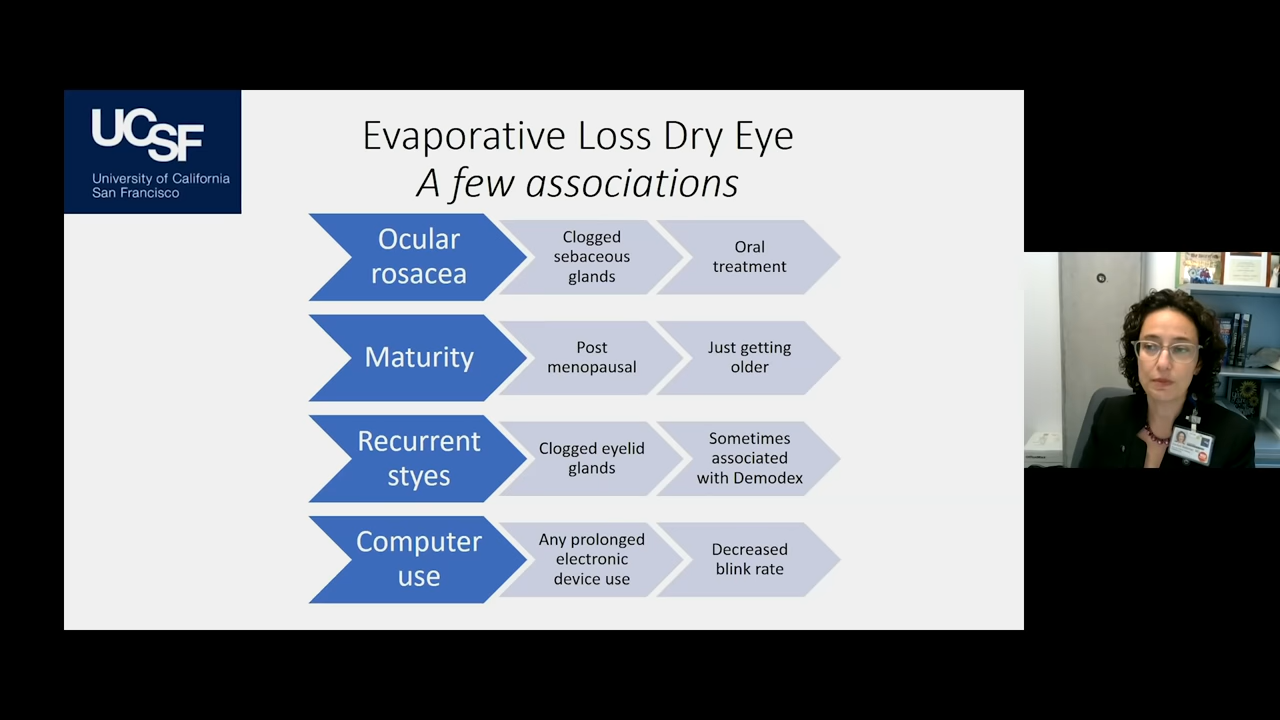 UCSF
University of California
San Francisco
Evaporative Loss Dry Eye
A few associations
Ocular
rosacea
Clogged
sebaceous
glands
Oral
treatment
Maturity
Post
menopausal
Just getting
older
Recurrent
styes
Clogged eyelid
glands
Sometimes
associated
with Demodex
Computer
use
Any prolonged
electronic
device use
Decreased
blink rate